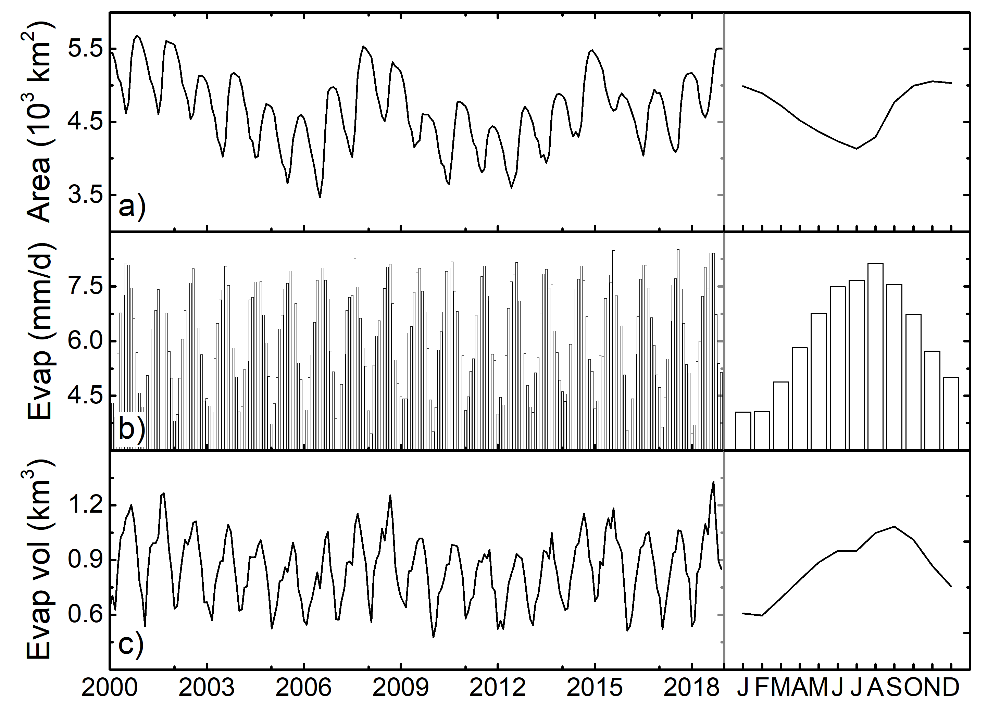 Area (10³ km²)
5.5
4.5
3.5
a)
Evap (mm/d)
7.5
6.0
4.5
b)
Evap vol (km³)
1.2
0.9
0.6
c)
2000 2003 2006 2009 2012 2015 2018 J F M A M J J A S O N D